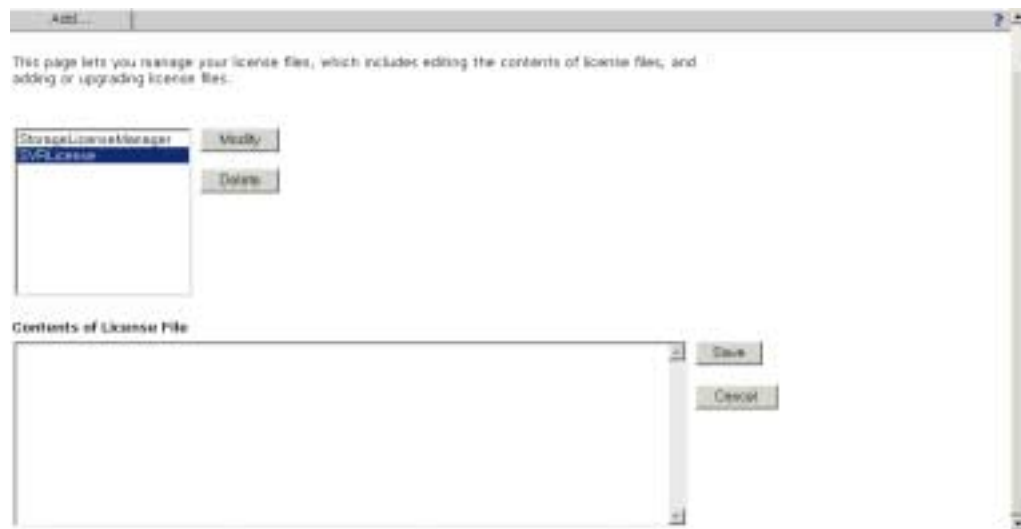 Add...
?
This page lets you manage your license files, which includes editing the contents of license files, and
adding or upgrading license files.
StorageLicenseManager
Modify
SVRLicense
Delete
Contents of License File
Save
Cancel